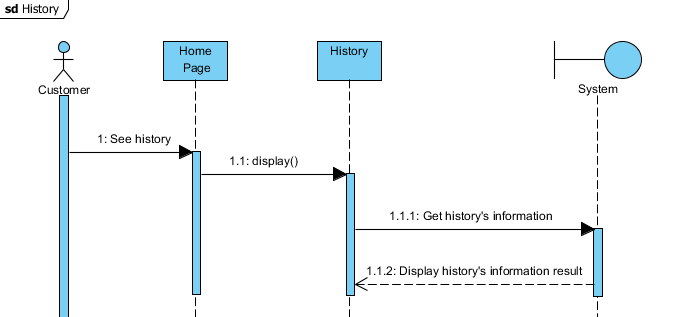 sd History
Home
Page
History
Customer
System
1: See history
1.1: display()
1.1.1: Get history's information
1.1.2: Display history's information result